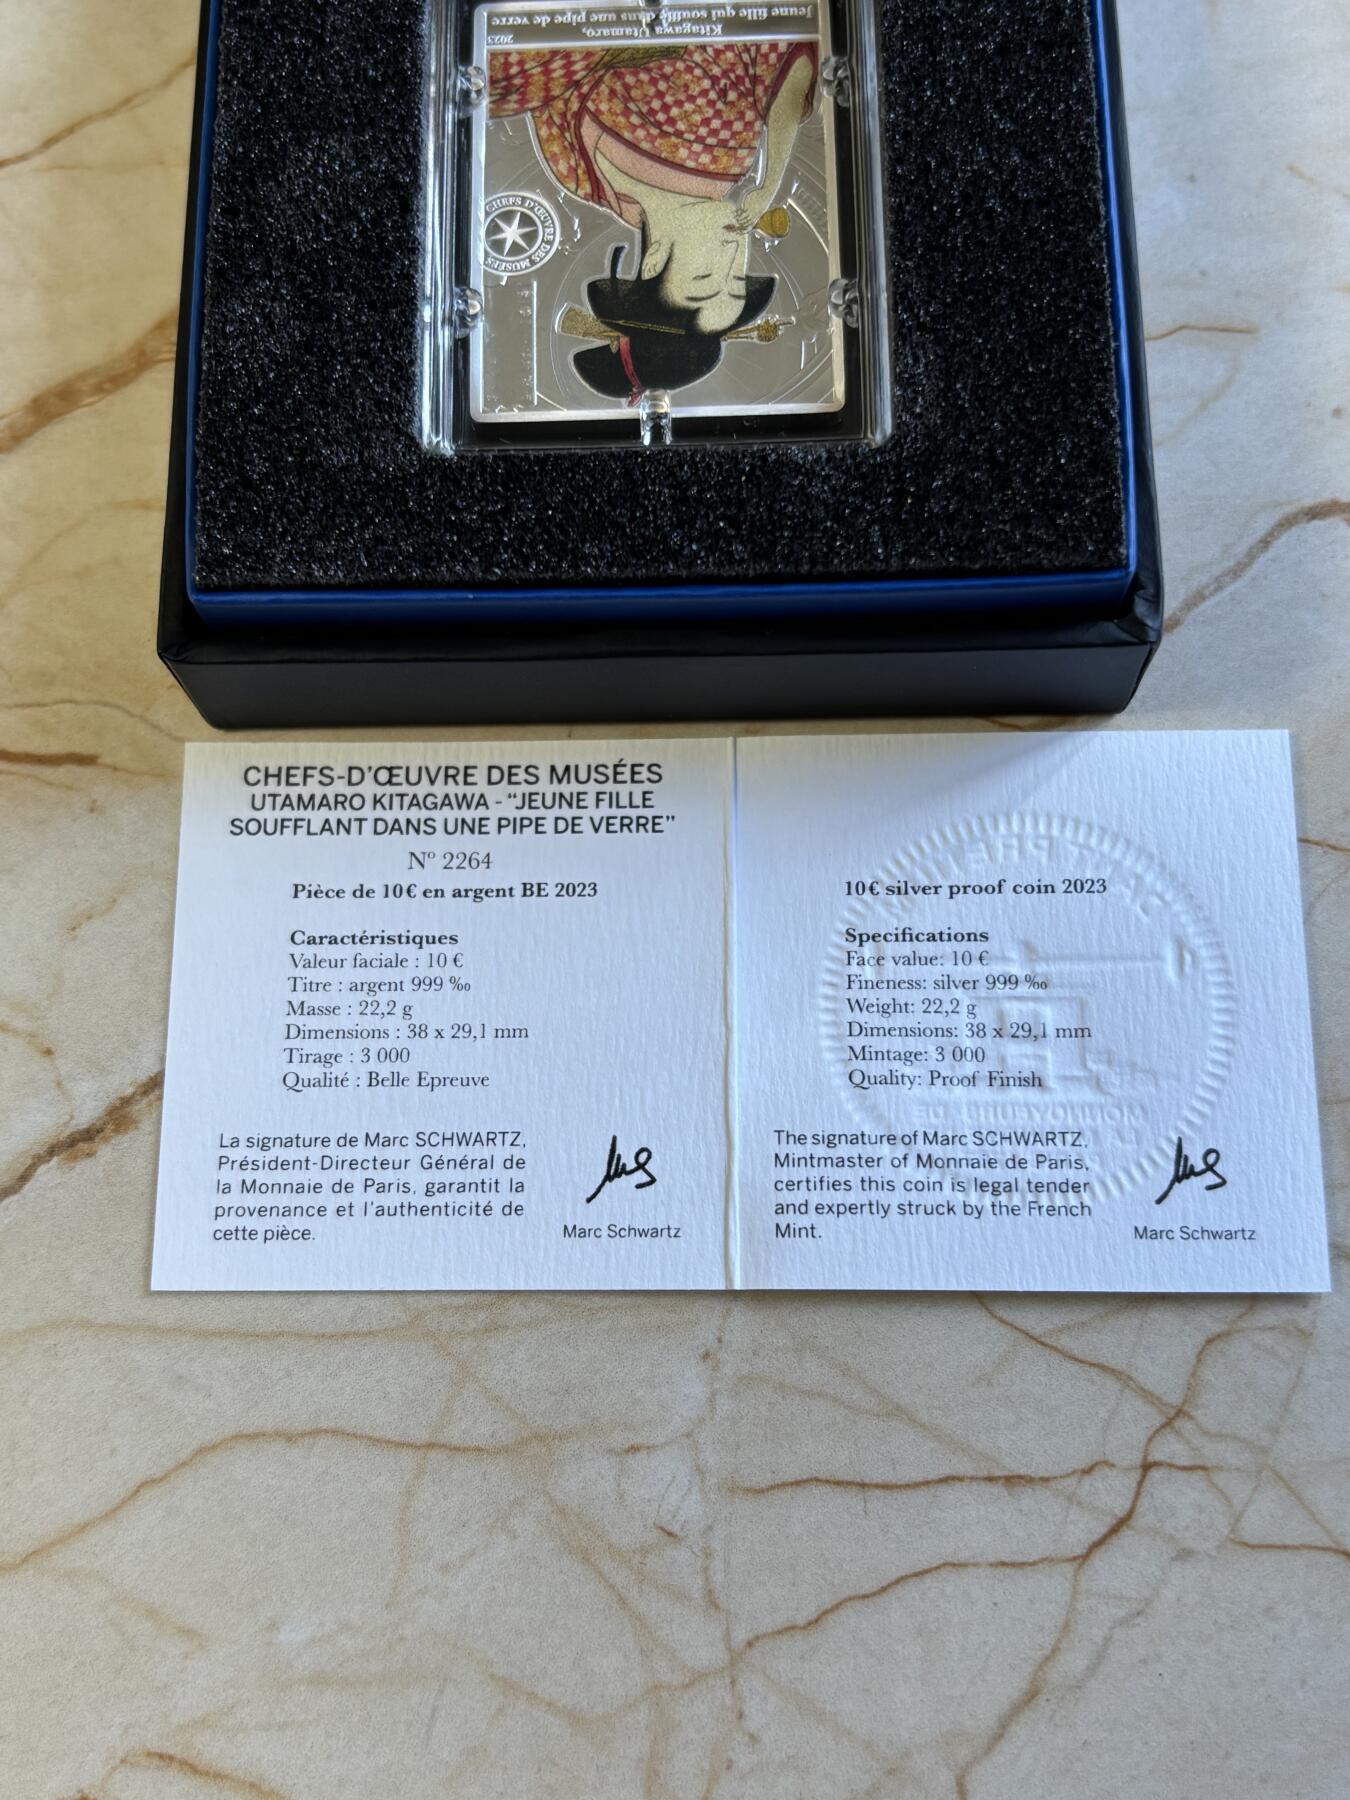 Kitagawa Utamaro,
Jeune fille qui souffle dans une pipe de verre
2023
CHEFS D'ŒUVRE DES MUSÉES
CHEFS-D'ŒUVRE DES MUSÉES
UTAMARO KITAGAWA - “JEUNE FILLE
SOUFFLANT DANS UNE PIPE DE VERRE”
Nº 2264
Pièce de 10 € en argent BE 2023
Caractéristiques
Valeur faciale : 10 €
Titre : argent 999 ‰
Masse : 22,2 g
Dimensions : 38 x 29,1 mm
Tirage : 3 000
Qualité : Belle Epreuve
La signature de Marc SCHWARTZ,
Président-Directeur Général de
la Monnaie de Paris, garantit la
provenance et l'authenticité de
cette pièce.
Marc Schwartz
10 € silver proof coin 2023
Specifications
Face value: 10 €
Fineness: silver 999 ‰
Weight: 22,2 g
Dimensions: 38 x 29,1 mm
Mintage: 3 000
Quality: Proof Finish
The signature of Marc SCHWARTZ,
Mintmaster of Monnaie de Paris,
certifies this coin is legal tender
and expertly struck by the French
Mint.
Marc Schwartz